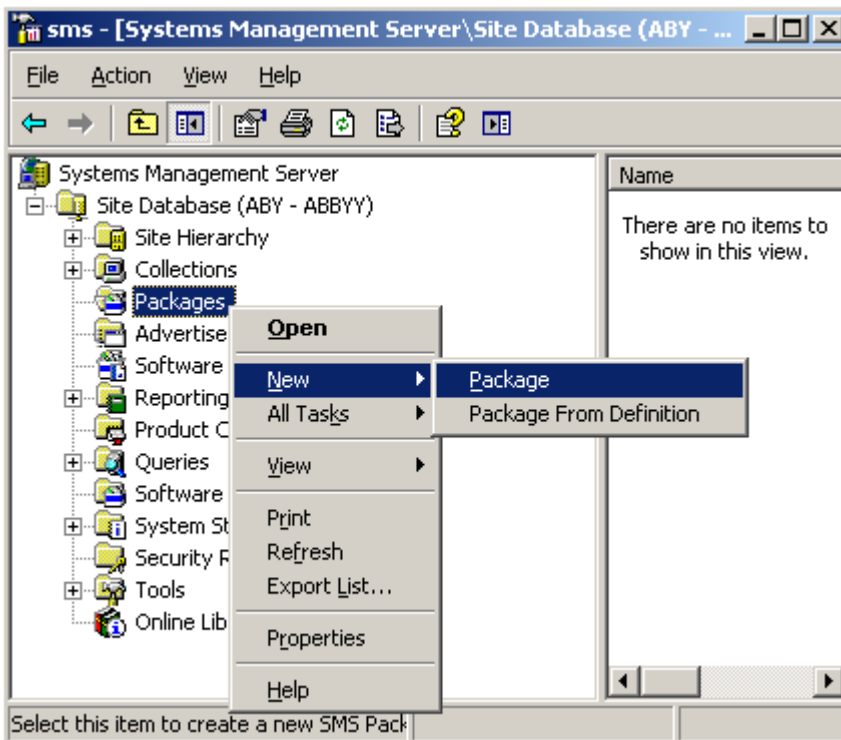 sms - [Systems Management Server\Site Database (ABY - ...
File Action View Help
Systems Management Server
Site Database (ABY - ABBYY)
Site Hierarchy
Collections
Packages
Advertise
Software
Reporting
Product C
Queries
Software
System St
Security R
Tools
Online Lib
Open
New
All Tasks
View
Print
Refresh
Export List...
Properties
Help
Package
Package From Definition
Name
There are no items to
show in this view.
Select this item to create a new SMS Pack